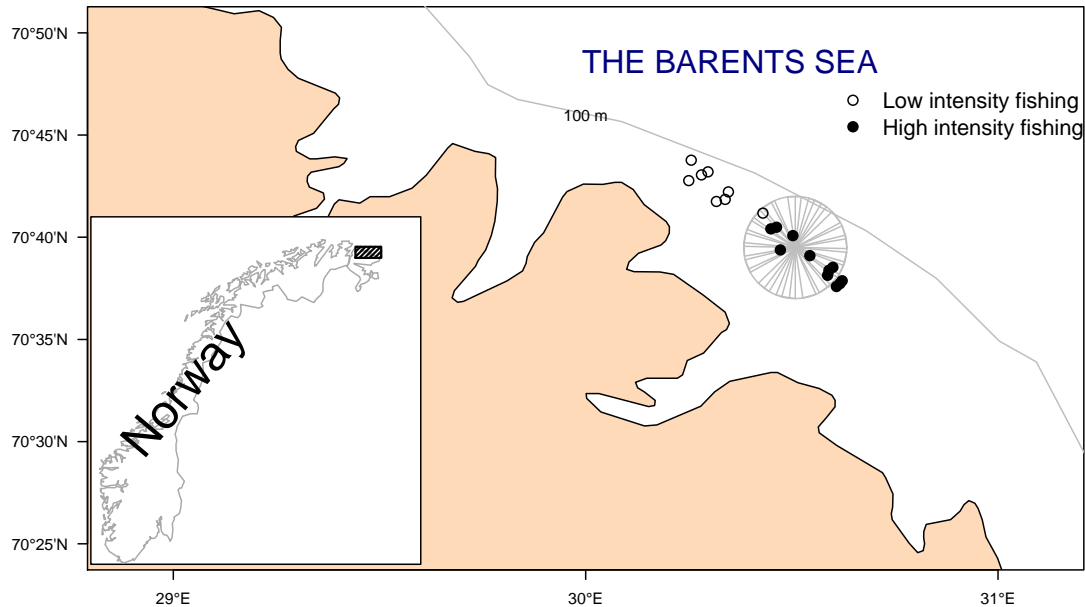 70°50'N
THE BARENTS SEA
Low intensity fishing
100 m
High intensity fishing
70°45'N
70°40'N
70°35'N
Norway
70°30'N
70°25'N
29°E
30°E
31°E